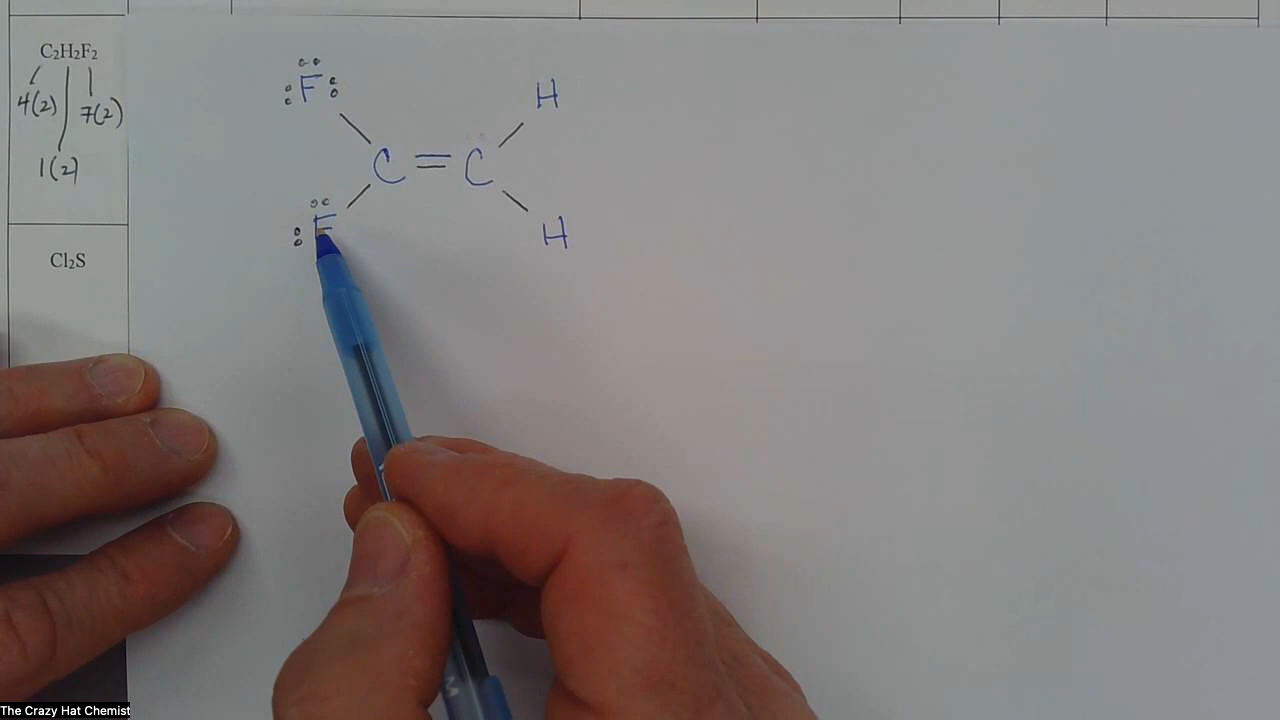 C₂H₂F₂
4(2)
7(2)
1(2)
Cl₂S
F
H
C = C
F
H
The Crazy Hat Chemist